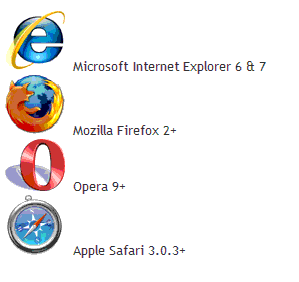 Microsoft Internet Explorer 6 & 7
Mozilla Firefox 2+
Opera 9+
Apple Safari 3.0.3+